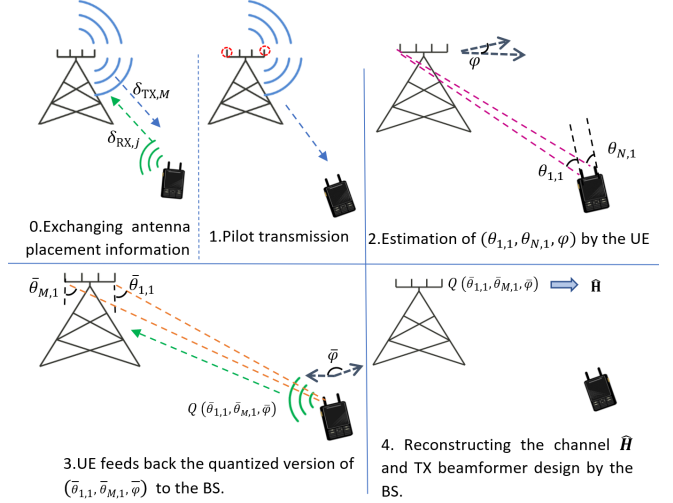 δ_TX,M
δ_RX,j
0.Exchanging antenna
placement information
1.Pilot transmission
φ
θ_1,1
θ_N,1
2.Estimation of (θ_1,1, θ_N,1, φ) by the UE
θ̄_M,1
θ̄_1,1
φ̄
Q (θ̄_1,1, θ̄_M,1, φ̄)
3.UE feeds back the quantized version of
(θ̄_1,1, θ̄_M,1, φ̄) to the BS.
Q (θ̄_1,1, θ̄_M,1, φ̄) Ĥ
4. Reconstructing the channel Ĥ
and TX beamformer design by the
BS.